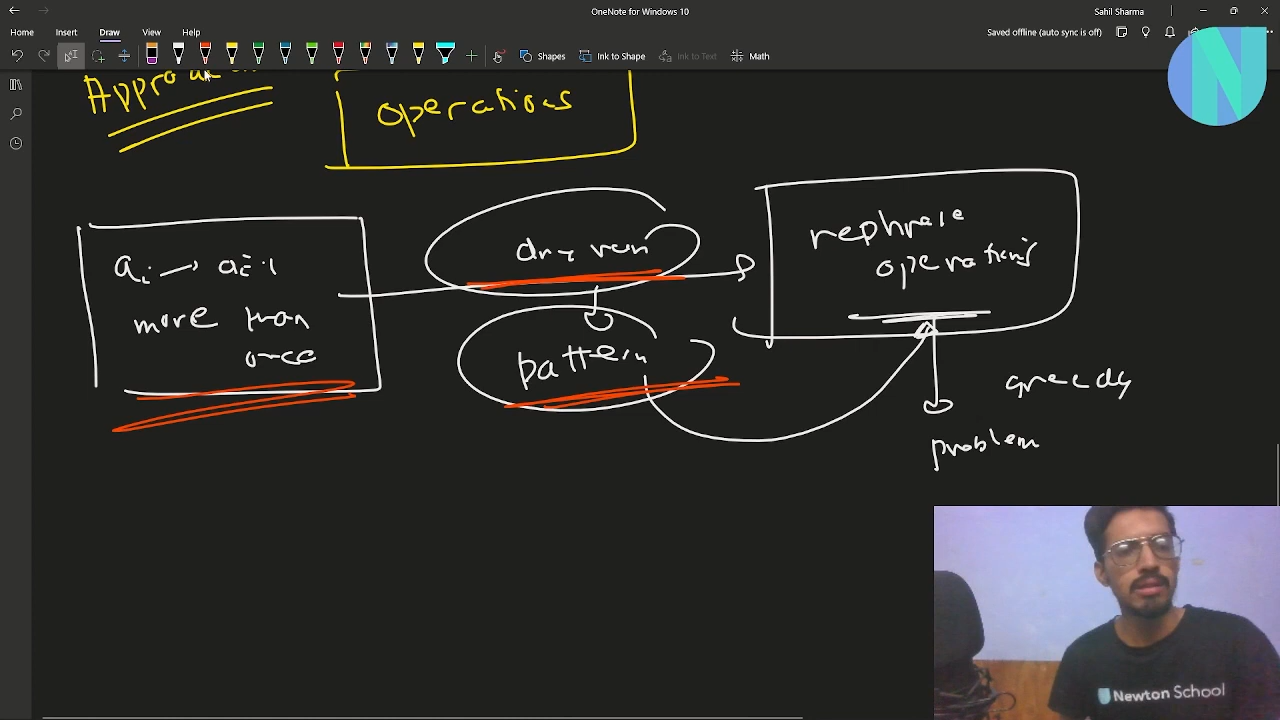 OneNote for Windows 10
Sahil Sharma
Home Insert Draw View Help
Saved offline (auto sync is off)
Shapes Ink to Shape Ink to Text Math
Approach
operations
ai → ai-1
more than
once
dry run
pattern
rephrase
operations
greedy
problem
Newton School